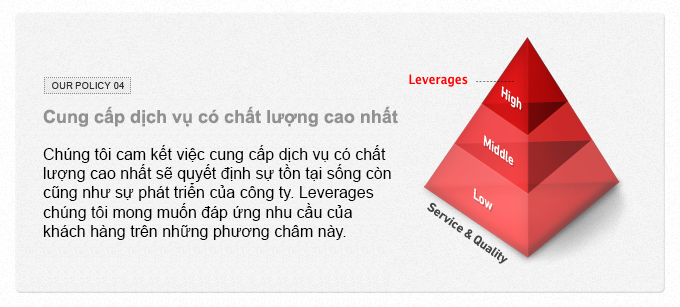 OUR POLICY 04
Cung cấp dịch vụ có chất lượng cao nhất
Chúng tôi cam kết việc cung cấp dịch vụ có chất
lượng cao nhất sẽ quyết định sự tồn tại sống còn
cũng như sự phát triển của công ty. Leverages
chúng tôi mong muốn đáp ứng nhu cầu của
khách hàng trên những phương châm này.
Leverages
High
Middle
Low
Service & Quality